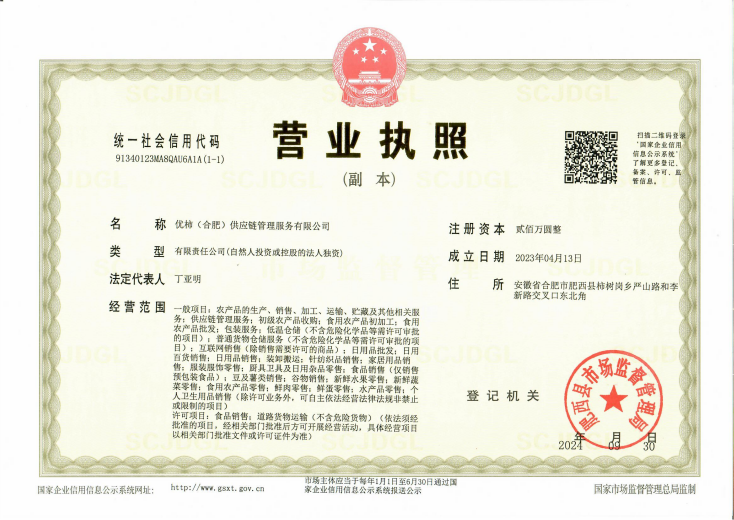 统一社会信用代码
91340123MA8QAU6A1A(1-1)
营业执照
(副 本)
扫描二维码登录
'国家企业信用
信息公示系统'
了解更多登记、
备案、许可、监
管信息。
名 称 优柿（合肥）供应链管理服务有限公司
类 型 有限责任公司(自然人投资或控股的法人独资)
法定代表人 丁亚明
经营范围 一般项目：农产品的生产、销售、加工、运输、贮藏及其他相关服
务；供应链管理服务；初级农产品收购；食用农产品初加工；食用
农产品批发；包装服务；低温仓储（不含危险化学品等需许可审批
的项目）；普通货物仓储服务（不含危险化学品等需许可审批的项
目）；互联网销售（除销售需要许可的商品）；日用品批发；日用
百货销售；日用品销售；装卸搬运；针纺织品销售；家居用品销
售；服装服饰零售；厨具卫具及日用杂品零售；食品销售（仅销售
预包装食品）；豆及薯类销售；谷物销售；新鲜水果零售；新鲜蔬
菜零售；食用农产品零售；鲜肉零售；鲜蛋零售；水产品零售；个
人卫生用品销售（除许可业务外，可自主依法经营法律法规非禁止
或限制的项目）
许可项目：食品销售；道路货物运输（不含危险货物）（依法须经
批准的项目，经相关部门批准后方可开展经营活动，具体经营项目
以相关部门批准文件或许可证件为准）
注册资本 贰佰万圆整
成立日期 2023年04月13日
住 所 安徽省合肥市肥西县柿树岗乡严山路和李
新路交叉口东北角
登记机关
肥西县市场监督管理局
年 月 日
2024 09 30
国家企业信用信息公示系统网址： http://www.gsxt.gov.cn
市场主体应当于每年1月1日至6月30日通过国
家企业信用信息公示系统报送公示
国家市场监督管理总局监制